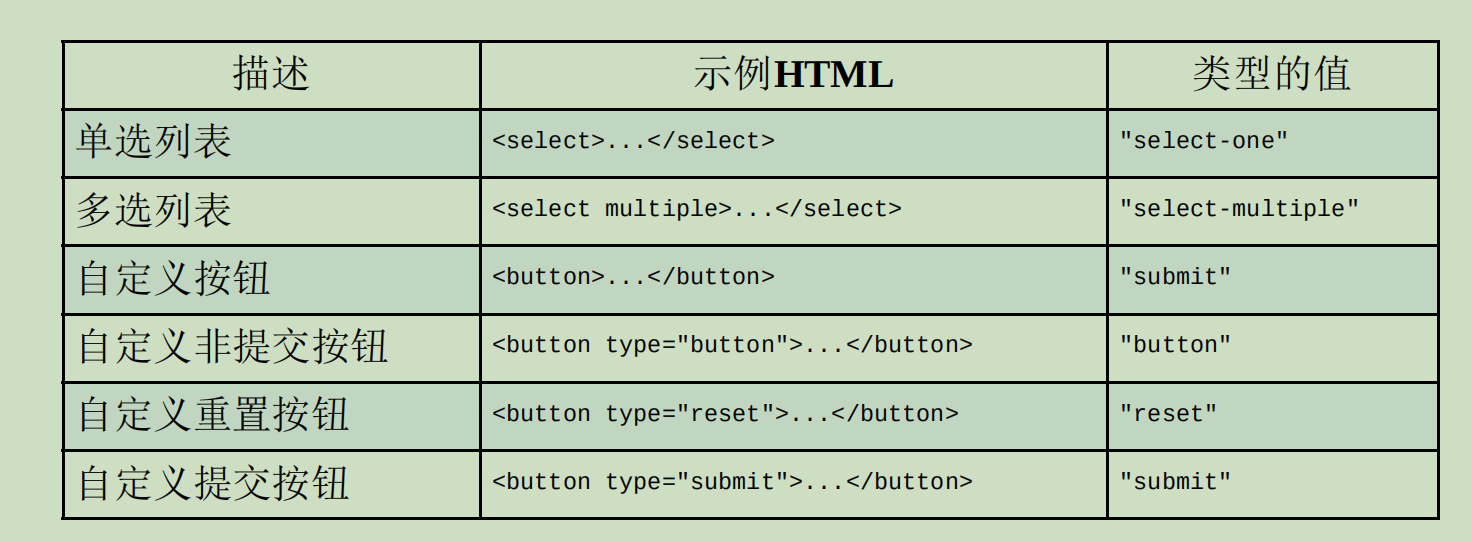 描述 示例HTML 类型的值
单选列表 <select>...</select> "select-one"
多选列表 <select multiple>...</select> "select-multiple"
自定义按钮 <button>...</button> "submit"
自定义非提交按钮 <button type="button">...</button> "button"
自定义重置按钮 <button type="reset">...</button> "reset"
自定义提交按钮 <button type="submit">...</button> "submit"